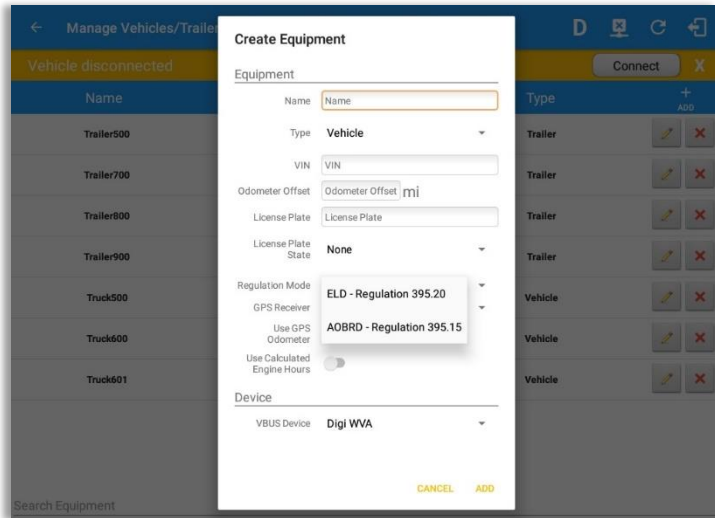 Manage Vehicles/Trailer
D
Vehicle disconnected
Connect X
Name Type ADD
Trailer500 Trailer
Trailer700 Trailer
Trailer800 Trailer
Trailer900 Trailer
Truck500 Vehicle
Truck600 Vehicle
Truck601 Vehicle
Search Equipment
Create Equipment
Equipment
Name Name
Type Vehicle
VIN VIN
Odometer Offset Odometer Offset mi
License Plate License Plate
License Plate
State None
Regulation Mode
ELD - Regulation 395.20
GPS Receiver
AOBRD - Regulation 395.15
Use GPS
Odometer
Use Calculated
Engine Hours
Device
VBUS Device Digi WVA
CANCEL ADD